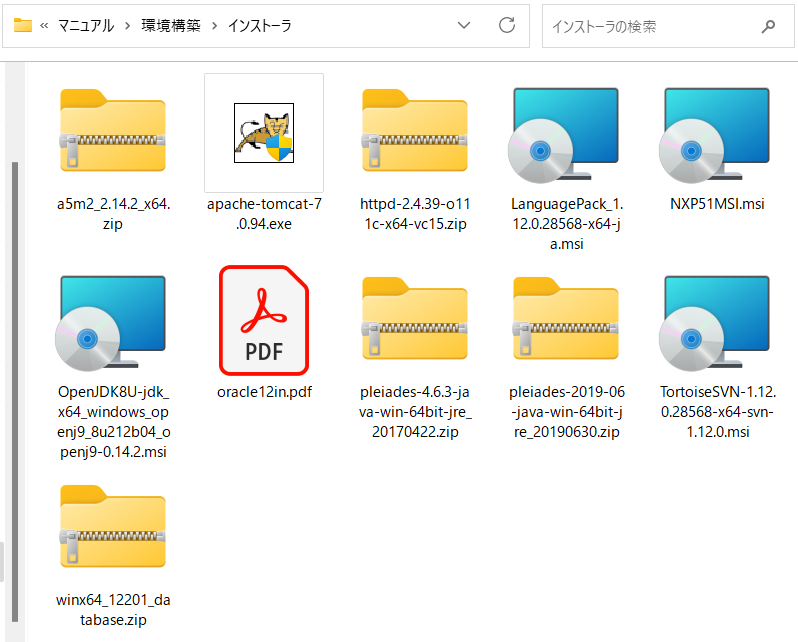 « マニュアル › 環境構築 › インストーラ
インストーラの検索
a5m2_2.14.2_x64.
zip
apache-tomcat-7
.0.94.exe
httpd-2.4.39-o11
1c-x64-vc15.zip
LanguagePack_1.
12.0.28568-x64-j
a.msi
NXP51MSI.msi
OpenJDK8U-jdk_
x64_windows_op
enj9_8u212b04_o
penj9-0.14.2.msi
PDF
oracle12in.pdf
pleiades-4.6.3-ja
va-win-64bit-jre_
20170422.zip
pleiades-2019-06
-java-win-64bit-j
re_20190630.zip
TortoiseSVN-1.12.
0.28568-x64-svn-
1.12.0.msi
winx64_12201_da
tabase.zip